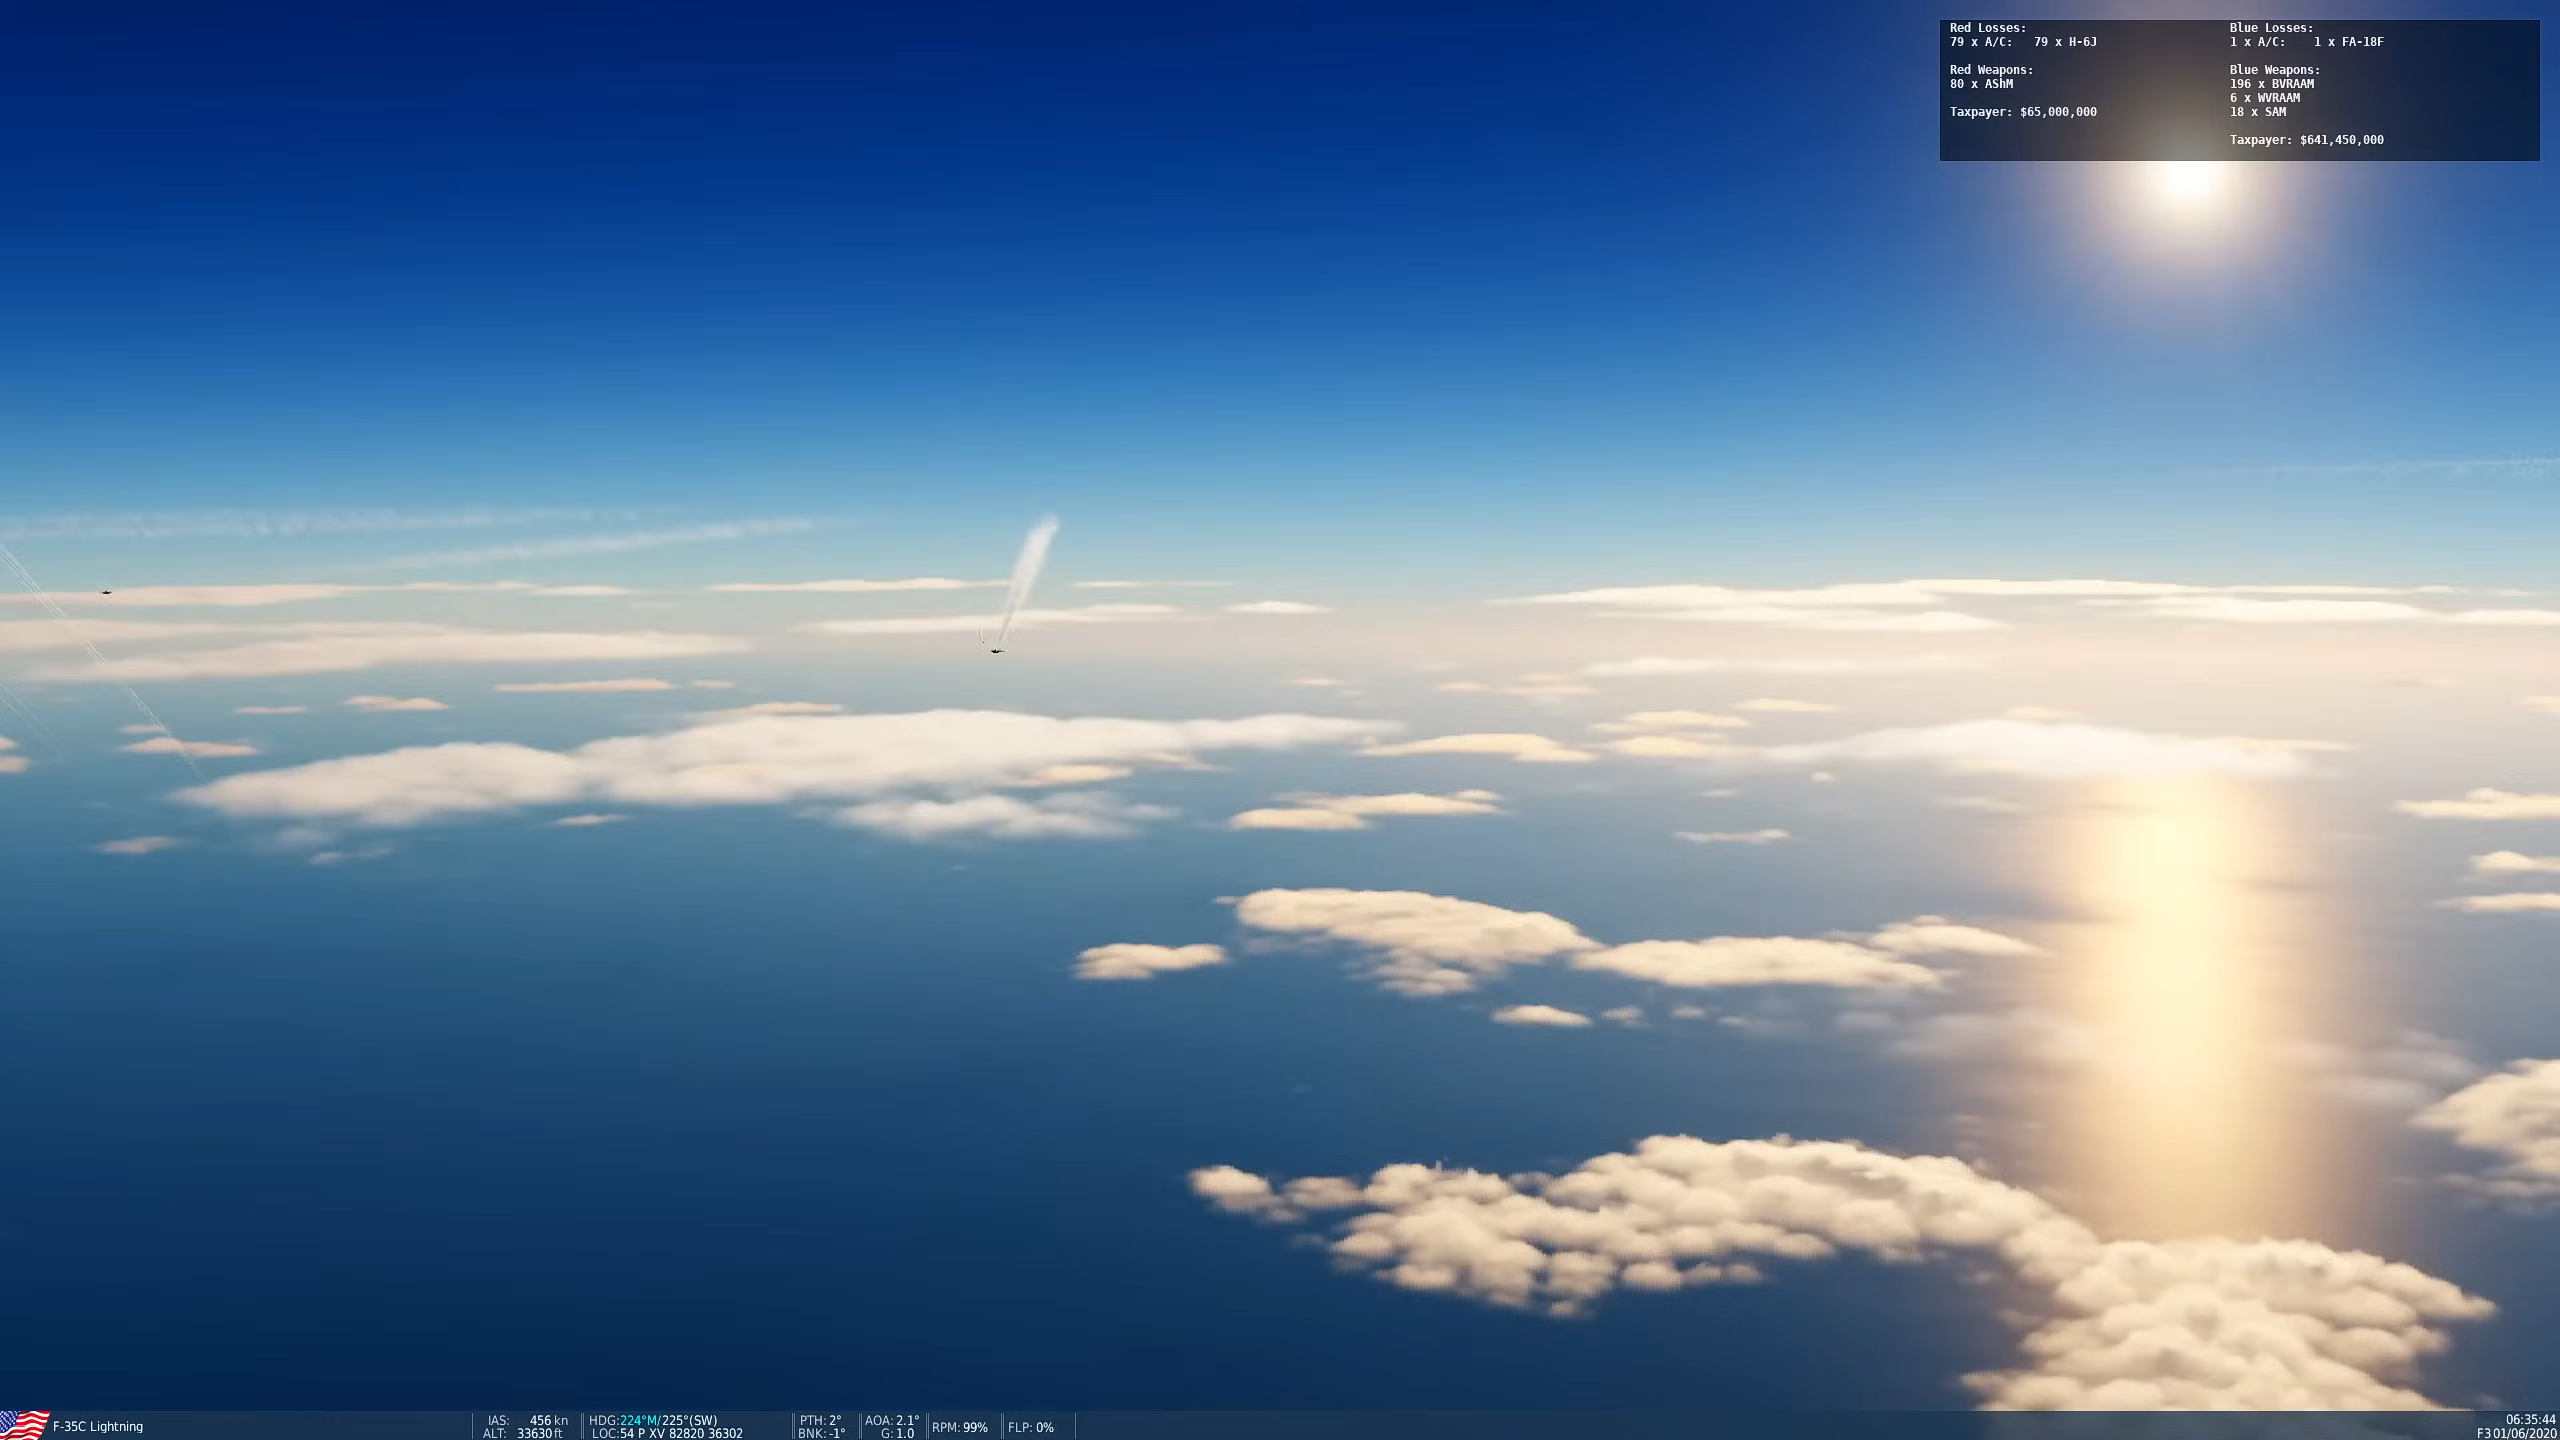 Red Losses:
79 x A/C:   79 x H-6J
Red Weapons:
80 x AShM
Taxpayer: $65,000,000
Blue Losses:
1 x A/C:    1 x FA-18F
Blue Weapons:
196 x BVRAAM
6 x WVRAAM
18 x SAM
Taxpayer: $641,450,000
F-35C Lightning
IAS: 456 kn
ALT: 33630 ft
HDG:224°M/225°(SW)
LOC:54 P XV 82820 36302
PTH: 2°
BNK: -1°
AOA: 2.1°
G: 1.0
RPM: 99%
FLP: 0%
06:35:44
F3 01/06/2020